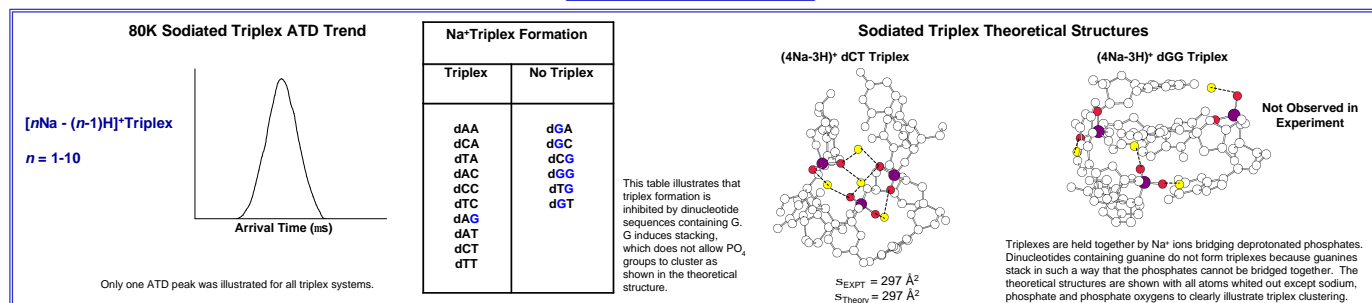 80K Sodiated Triplex ATD Trend
[nNa - (n-1)H]⁺Triplex
n = 1-10
Arrival Time (ms)
Only one ATD peak was illustrated for all triplex systems.
Na⁺Triplex Formation
Triplex No Triplex
dAA dGA
dCA dGC
dTA dCG
dAC dGG
dCC dTG
dTC dGT
dAG
dAT
dCT
dTT
This table illustrates that
triplex formation is
inhibited by dinucleotide
sequences containing G.
G induces stacking,
which does not allow PO₄
groups to cluster as
shown in the theoretical
structure.
Sodiated Triplex Theoretical Structures
(4Na-3H)⁺ dCT Triplex
s EXPT = 297 Å²
s Theory = 297 Å²
(4Na-3H)⁺ dGG Triplex
Not Observed in
Experiment
Triplexes are held together by Na⁺ ions bridging deprotonated phosphates.
Dinucleotides containing guanine do not form triplexes because guanines
stack in such a way that the phosphates cannot be bridged together. The
theoretical structures are shown with all atoms whited out except sodium,
phosphate and phosphate oxygens to clearly illustrate triplex clustering.